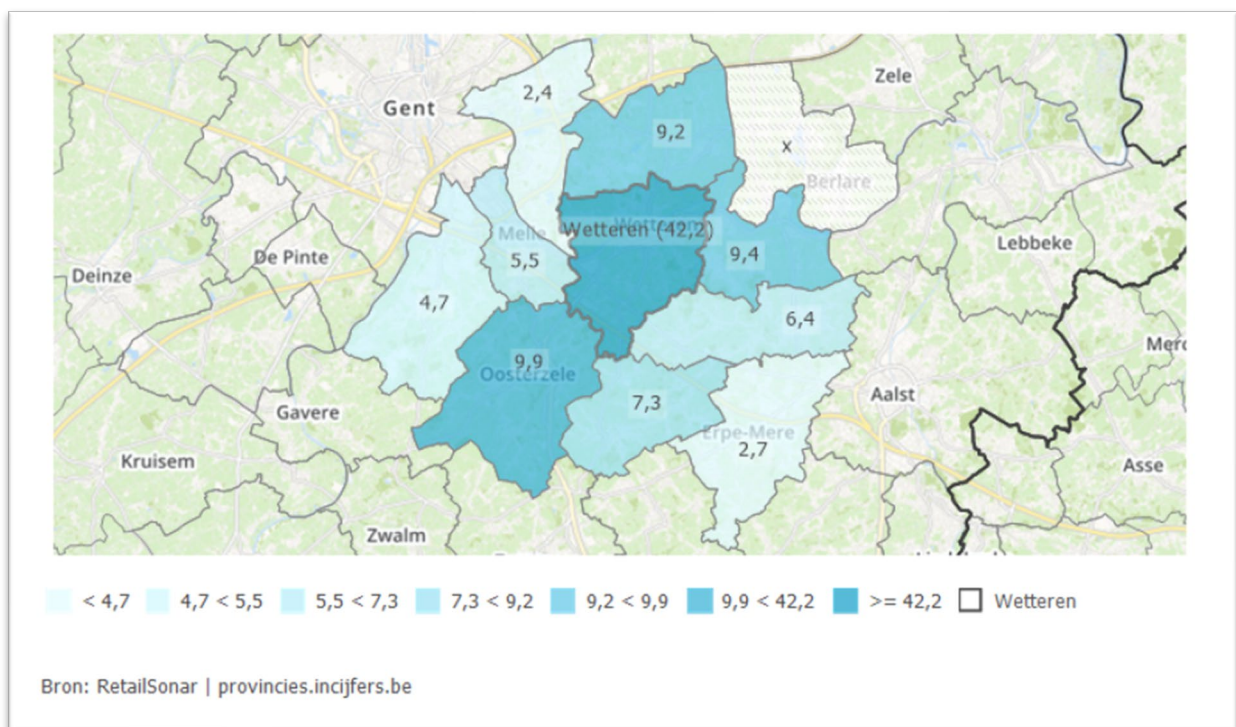 Zele
Gent
2,4
9,2
x
Berlare
Wetteren
Wetteren (42,2)
Melle
Lebbeke
De Pinte
9,4
5,5
Deinze
4,7
6,4
9,9
Oosterzele
Aalst
7,3
Gavere
Erpe-Mere
2,7
Kruisem
Asse
Zwalm
< 4,7 4,7 < 5,5 5,5 < 7,3 7,3 < 9,2 9,2 < 9,9 9,9 < 42,2 >= 42,2 Wetteren
Bron: RetailSonar | provincies.incijfers.be